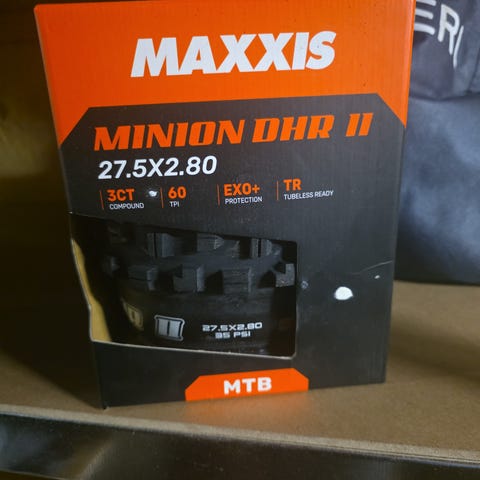 MAXXIS
MINION DHR II
27.5X2.80
3CT
COMPOUND
60
TPI
EXO+
PROTECTION
TR
TUBELESS READY
II
27.5X2.80
35 PSI
MTB